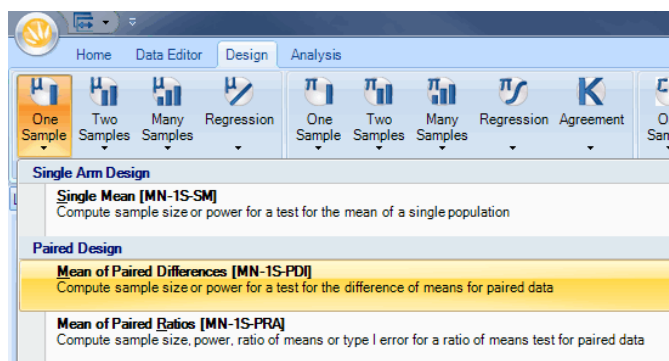 Home Data Editor Design Analysis
μ μ μ μ π π π π K
One Two Many Regression One Two Many Regression Agreement
Sample Samples Samples Sample Samples Samples
Single Arm Design
Single Mean [MN-1S-SM]
Compute sample size or power for a test for the mean of a single population
Paired Design
Mean of Paired Differences [MN-1S-PDI]
Compute sample size or power for a test for the difference of means for paired data
Mean of Paired Ratios [MN-1S-PRA]
Compute sample size, power, ratio of means or type I error for a ratio of means test for paired data